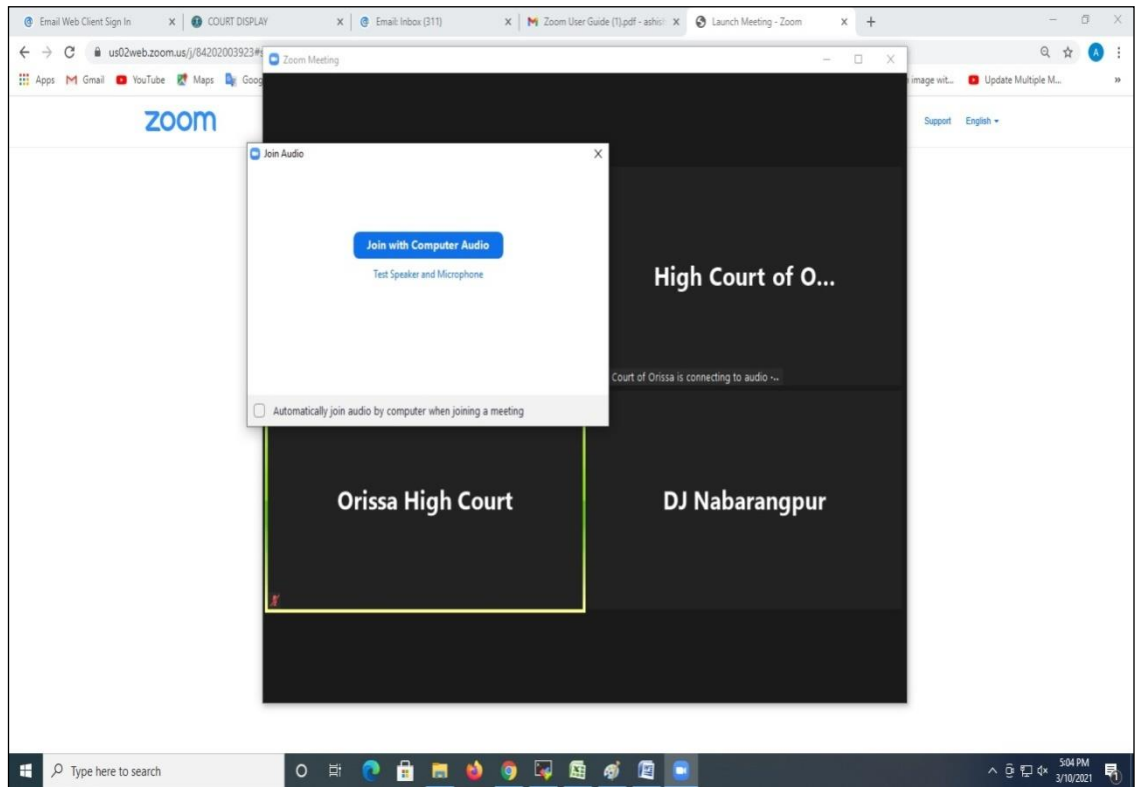 Email Web Client Sign In
COURT DISPLAY
Email: Inbox (311)
Zoom User Guide (1).pdf - ashish
Launch Meeting - Zoom
us02web.zoom.us/j/84202003923#
Zoom Meeting
Apps
Gmail
YouTube
Maps
Goog
image wit...
Update Multiple M...
zoom
Support
English
Join Audio
Join with Computer Audio
Test Speaker and Microphone
Automatically join audio by computer when joining a meeting
High Court of O...
Court of Orissa is connecting to audio ·...
Orissa High Court
DJ Nabarangpur
Type here to search
5:04 PM
3/10/2021